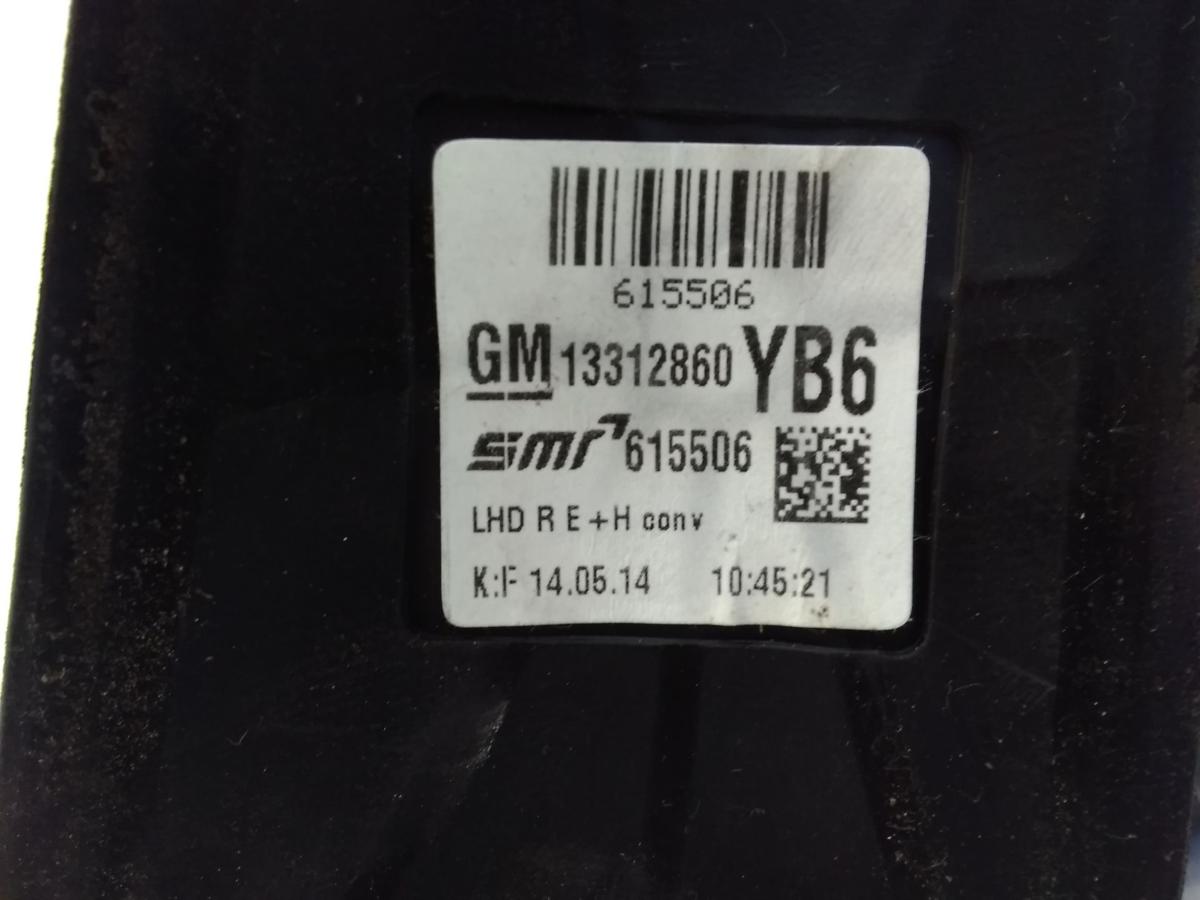 615506
GM 13312860 YB6
SMR 615506
LHD R E+H conv
K:F 14.05.14 10:45:21